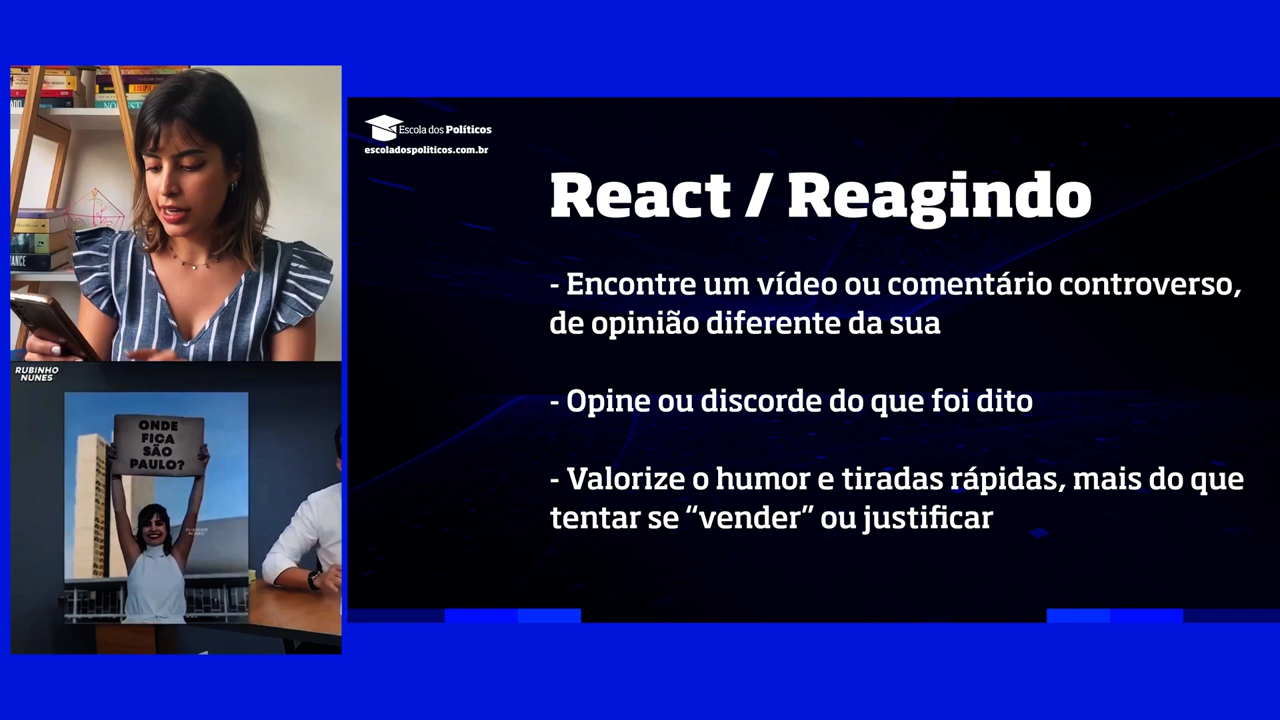 RUBINHO
NUNES
ONDE
FICA
SÃO
PAULO?
Escola dos Políticos
escoladospoliticos.com.br
React / Reagindo
- Encontre um vídeo ou comentário controverso,
de opinião diferente da sua
- Opine ou discorde do que foi dito
- Valorize o humor e tiradas rápidas, mais do que
tentar se “vender” ou justificar